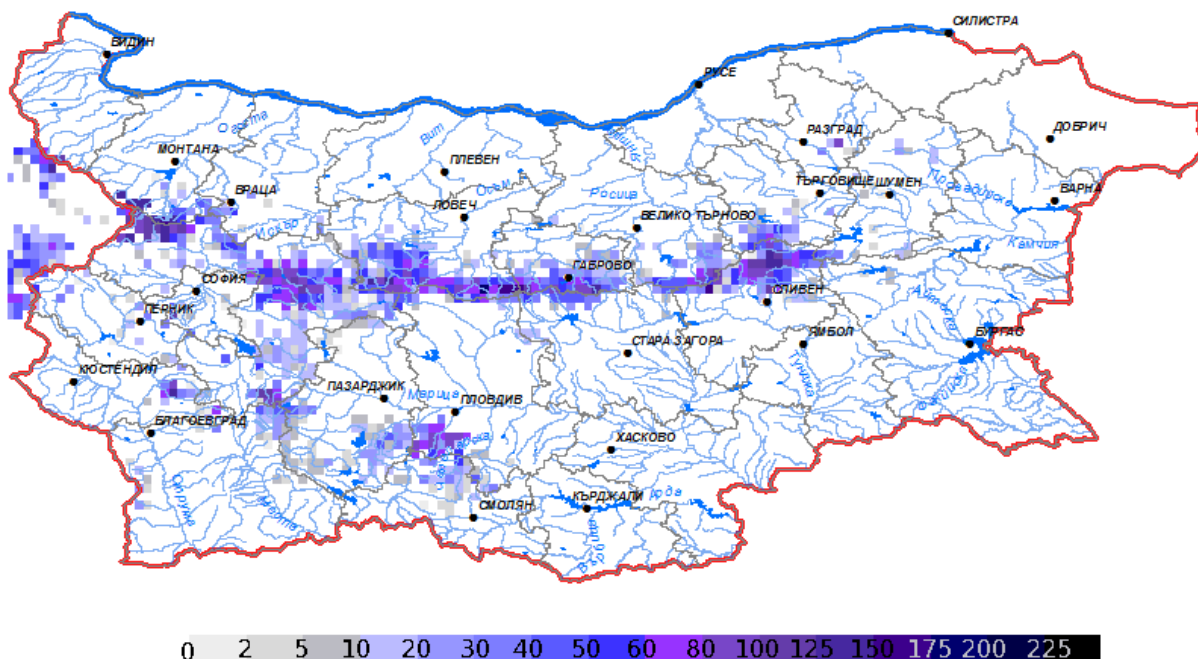 СИЛИСТРА
ВИДИН
РУСЕ
Огоста
Вит
РАЗГРАД
ДОБРИЧ
МОНТАНА
ПЛЕВЕН
Осъм
ТЪРГОВИЩЕ
ШУМЕН
ВРАЦА
Росица
ВАРНА
ЛОВЕЧ
Искър
ВЕЛИКО ТЪРНОВО
Камчия
СОФИЯ
ГАБРОВО
СЛИВЕН
ПЕРНИК
ЯМБОЛ
БУРГАС
СТАРА ЗАГОРА
Тунджа
КЮСТЕНДИЛ
ПАЗАРДЖИК
Марица
ПЛОВДИВ
БЛАГОЕВГРАД
ХАСКОВО
Струма
Места
СМОЛЯН
КЪРДЖАЛИ
Върбица
0 2 5 10 20 30 40 50 60 80 100 125 150 175 200 225